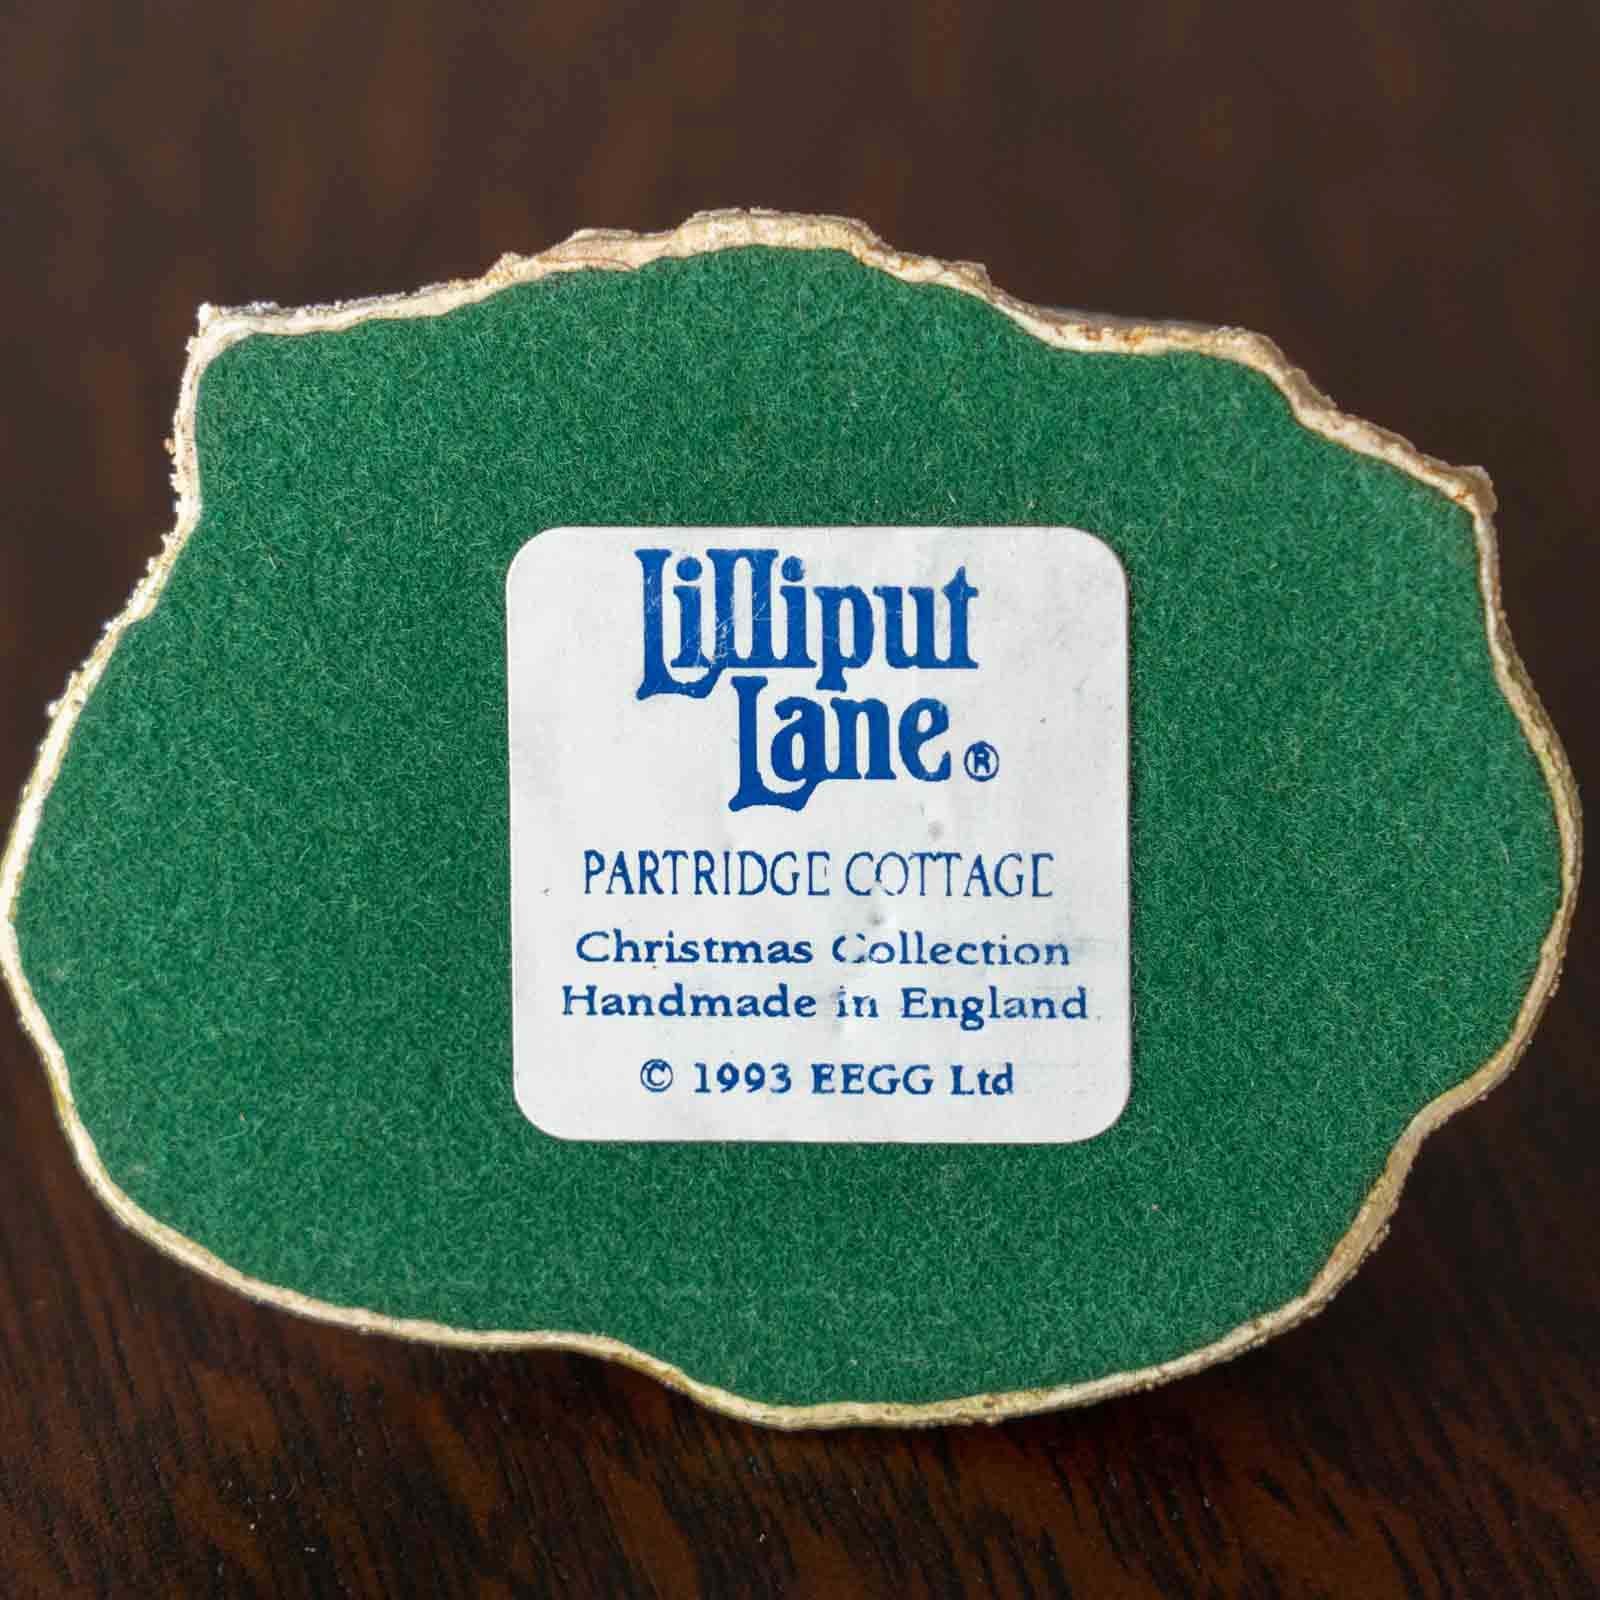 Lilliput
Lane®
PARTRIDGE COTTAGE
Christmas Collection
Handmade in England
© 1993 EEGG Ltd